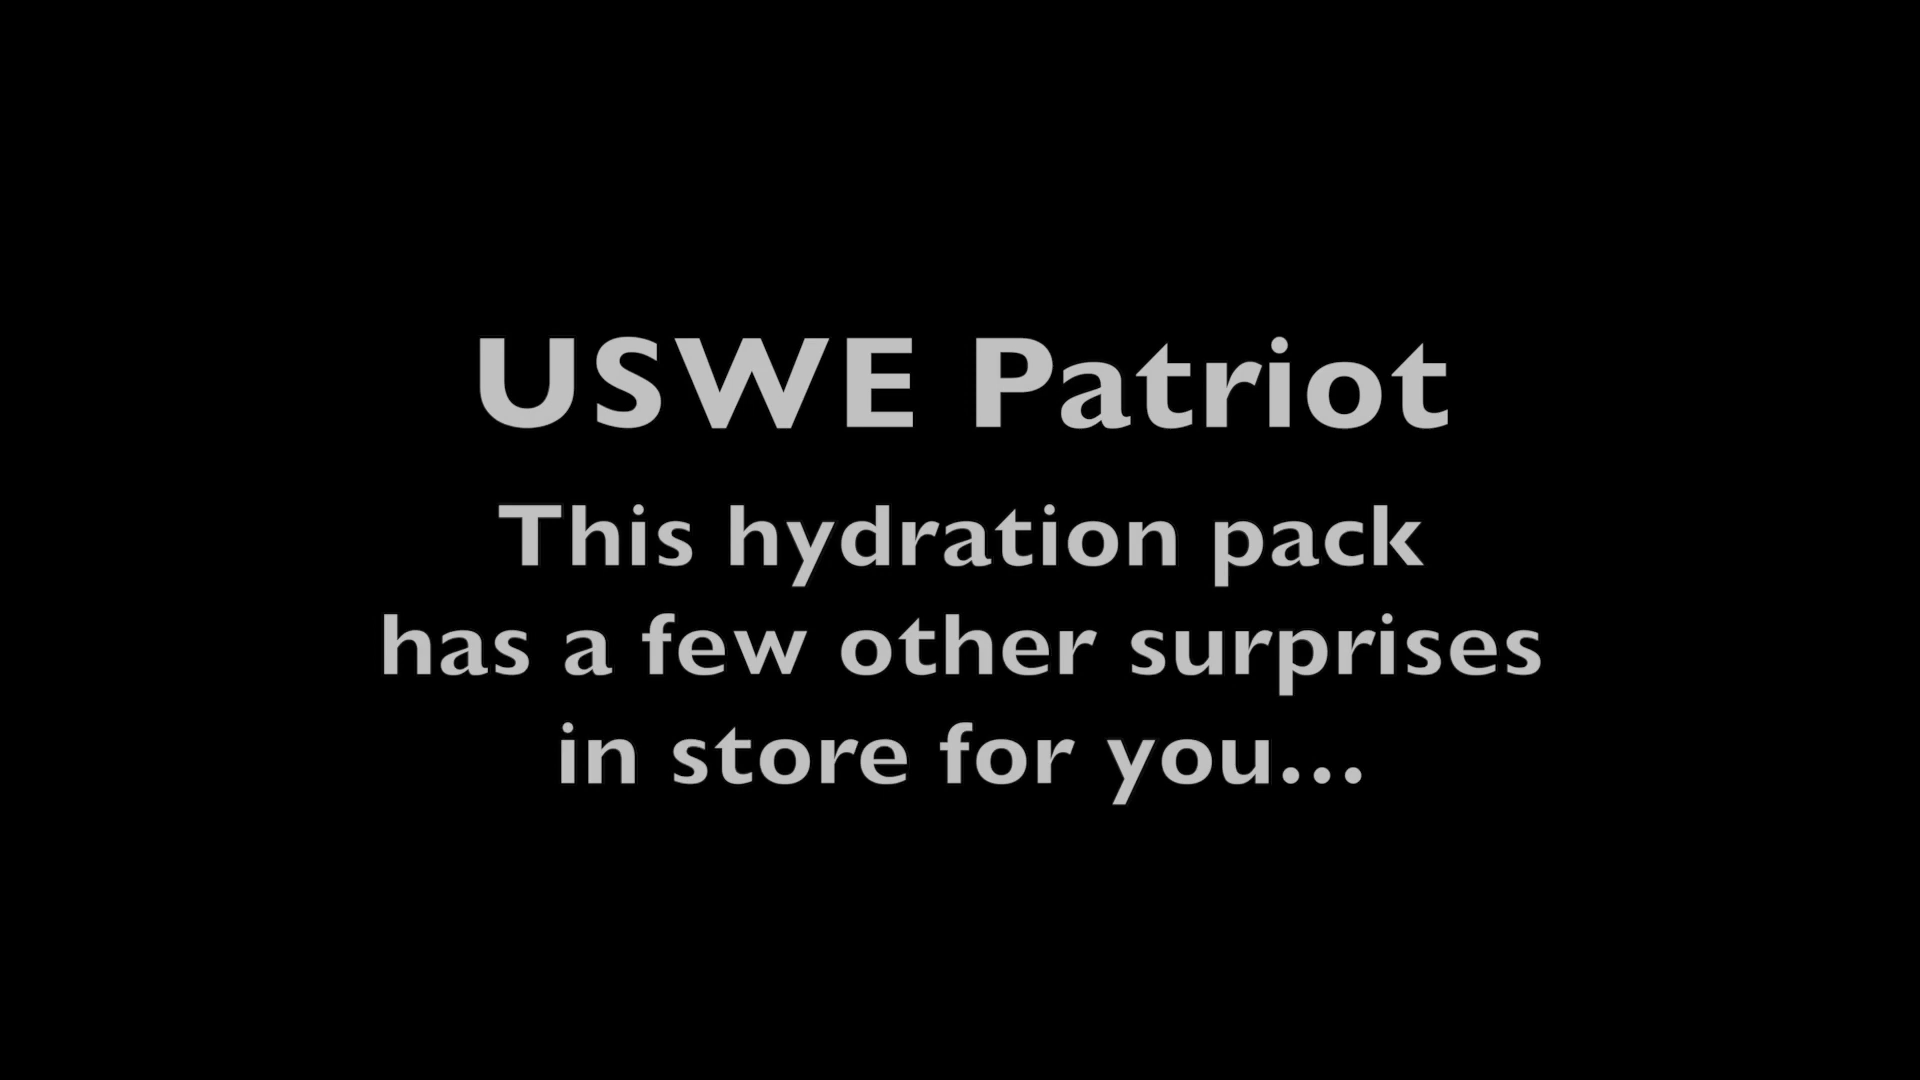 USWE Patriot
This hydration pack
has a few other surprises
in store for you...